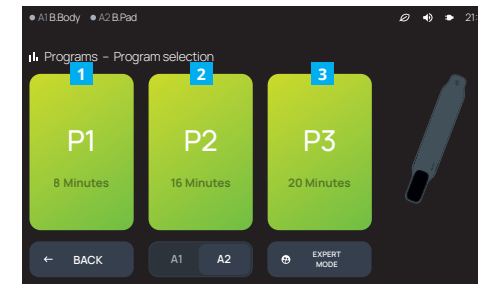 A1 B.Body A2 B.Pad 21:
Programs – Program selection
1 2 3
P1 P2 P3
8 Minutes 16 Minutes 20 Minutes
← BACK A1 A2 EXPERT
MODE